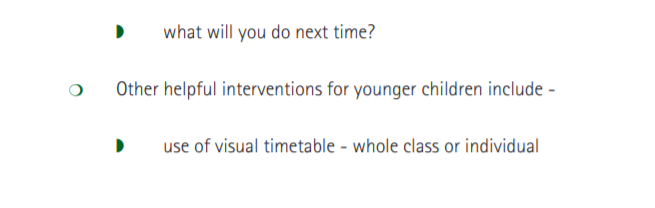 what will you do next time?
Other helpful interventions for younger children include -
use of visual timetable - whole class or individual